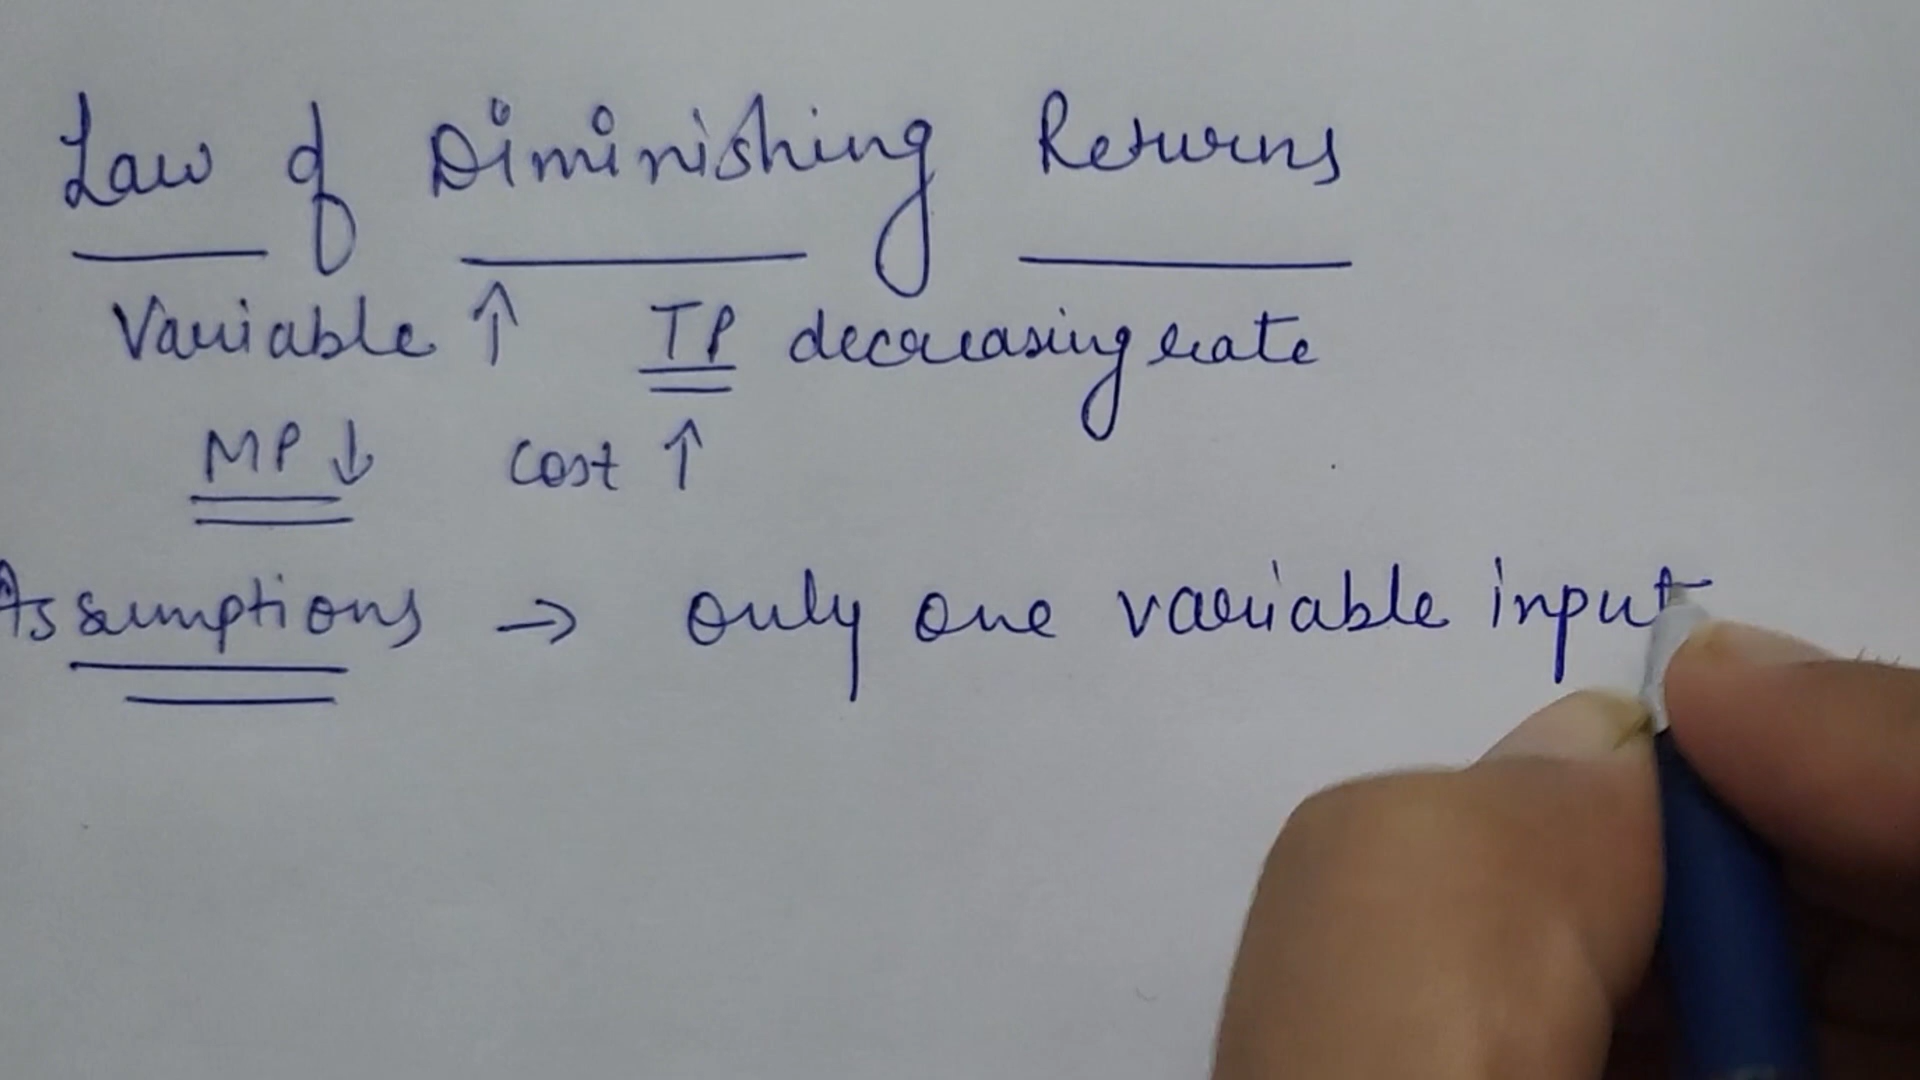 Law of Diminishing Returns
Variable ↑ TP decreasing rate
MP ↓ Cost ↑
Assumptions → only one variable input